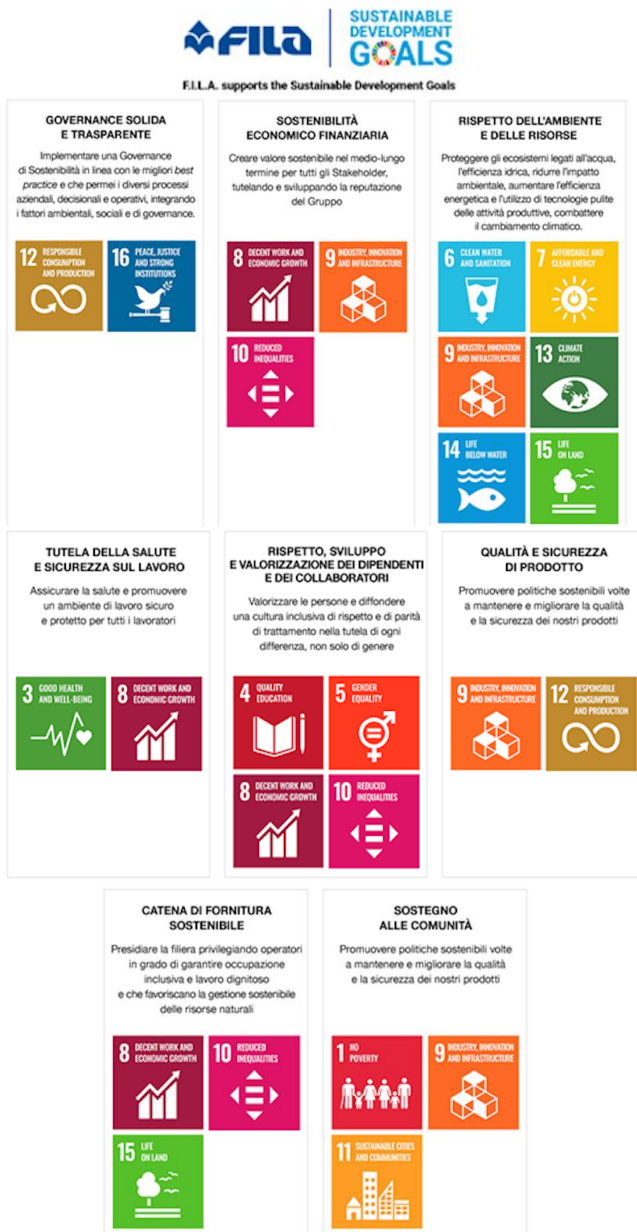 FILA
SUSTAINABLE
DEVELOPMENT
GOALS
F.I.L.A. supports the Sustainable Development Goals
GOVERNANCE SOLIDA
E TRASPARENTE
Implementare una Governance
di Sostenibilità in linea con le migliori best
practice e che permei i diversi processi
aziendali, decisionali e operativi, integrando
i fattori ambientali, sociali e di governance.
12 RESPONSIBLE
CONSUMPTION
AND PRODUCTION
16 PEACE, JUSTICE
AND STRONG
INSTITUTIONS
SOSTENIBILITÀ
ECONOMICO FINANZIARIA
Creare valore sostenibile nel medio-lungo
termine per tutti gli Stakeholder,
tutelando e sviluppando la reputazione
del Gruppo
8 DECENT WORK AND
ECONOMIC GROWTH
9 INDUSTRY, INNOVATION
AND INFRASTRUCTURE
10 REDUCED
INEQUALITIES
RISPETTO DELL'AMBIENTE
E DELLE RISORSE
Proteggere gli ecosistemi legati all'acqua,
l'efficienza idrica, ridurre l'impatto
ambientale, aumentare l'efficienza
energetica e l'utilizzo di tecnologie pulite
delle attività produttive, combattere
il cambiamento climatico.
6 CLEAN WATER
AND SANITATION
7 AFFORDABLE AND
CLEAN ENERGY
9 INDUSTRY, INNOVATION
AND INFRASTRUCTURE
13 CLIMATE
ACTION
14 LIFE
BELOW WATER
15 LIFE
ON LAND
TUTELA DELLA SALUTE
E SICUREZZA SUL LAVORO
Assicurare la salute e promuovere
un ambiente di lavoro sicuro
e protetto per tutti i lavoratori
3 GOOD HEALTH
AND WELL-BEING
8 DECENT WORK AND
ECONOMIC GROWTH
RISPETTO, SVILUPPO
E VALORIZZAZIONE DEI DIPENDENTI
E DEI COLLABORATORI
Valorizzare le persone e diffondere
una cultura inclusiva di rispetto e di parità
di trattamento nella tutela di ogni
differenza, non solo di genere
4 QUALITY
EDUCATION
5 GENDER
EQUALITY
8 DECENT WORK AND
ECONOMIC GROWTH
10 REDUCED
INEQUALITIES
QUALITÀ E SICUREZZA
DI PRODOTTO
Promuovere politiche sostenibili volte
a mantenere e migliorare la qualità
e la sicurezza dei nostri prodotti
9 INDUSTRY, INNOVATION
AND INFRASTRUCTURE
12 RESPONSIBLE
CONSUMPTION
AND PRODUCTION
CATENA DI FORNITURA
SOSTENIBILE
Presidiare la filiera privilegiando operatori
in grado di garantire occupazione
inclusiva e lavoro dignitoso
e che favoriscano la gestione sostenibile
delle risorse naturali
8 DECENT WORK AND
ECONOMIC GROWTH
10 REDUCED
INEQUALITIES
15 LIFE
ON LAND
SOSTEGNO
ALLE COMUNITÀ
Promuovere politiche sostenibili volte
a mantenere e migliorare la qualità
e la sicurezza dei nostri prodotti
1 NO
POVERTY
9 INDUSTRY, INNOVATION
AND INFRASTRUCTURE
11 SUSTAINABLE CITIES
AND COMMUNITIES